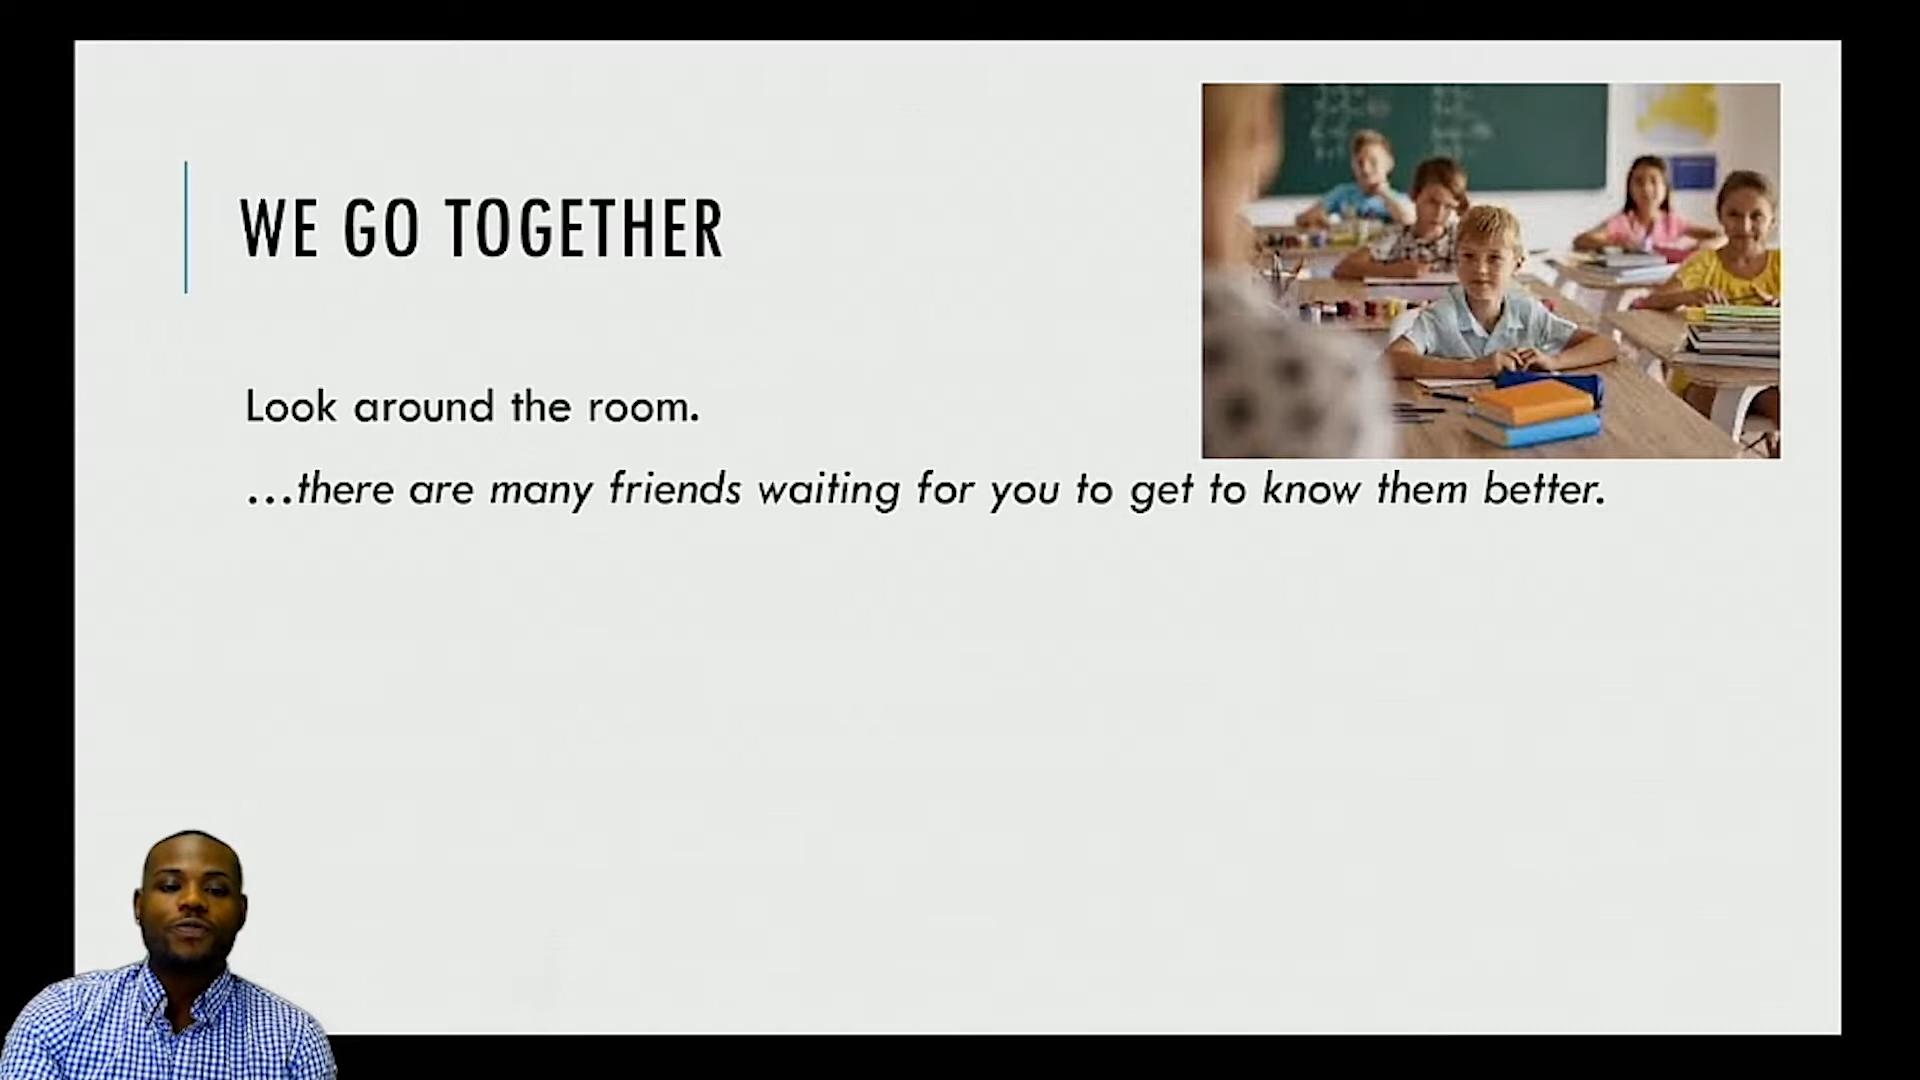 WE GO TOGETHER
Look around the room.
…there are many friends waiting for you to get to know them better.